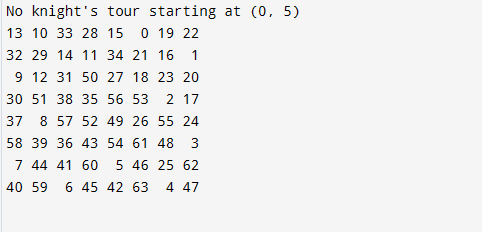 No knight's tour starting at (0, 5)
13 10 33 28 15  0 19 22
32 29 14 11 34 21 16  1
 9 12 31 50 27 18 23 20
30 51 38 35 56 53  2 17
37  8 57 52 49 26 55 24
58 39 36 43 54 61 48  3
 7 44 41 60  5 46 25 62
40 59  6 45 42 63  4 47